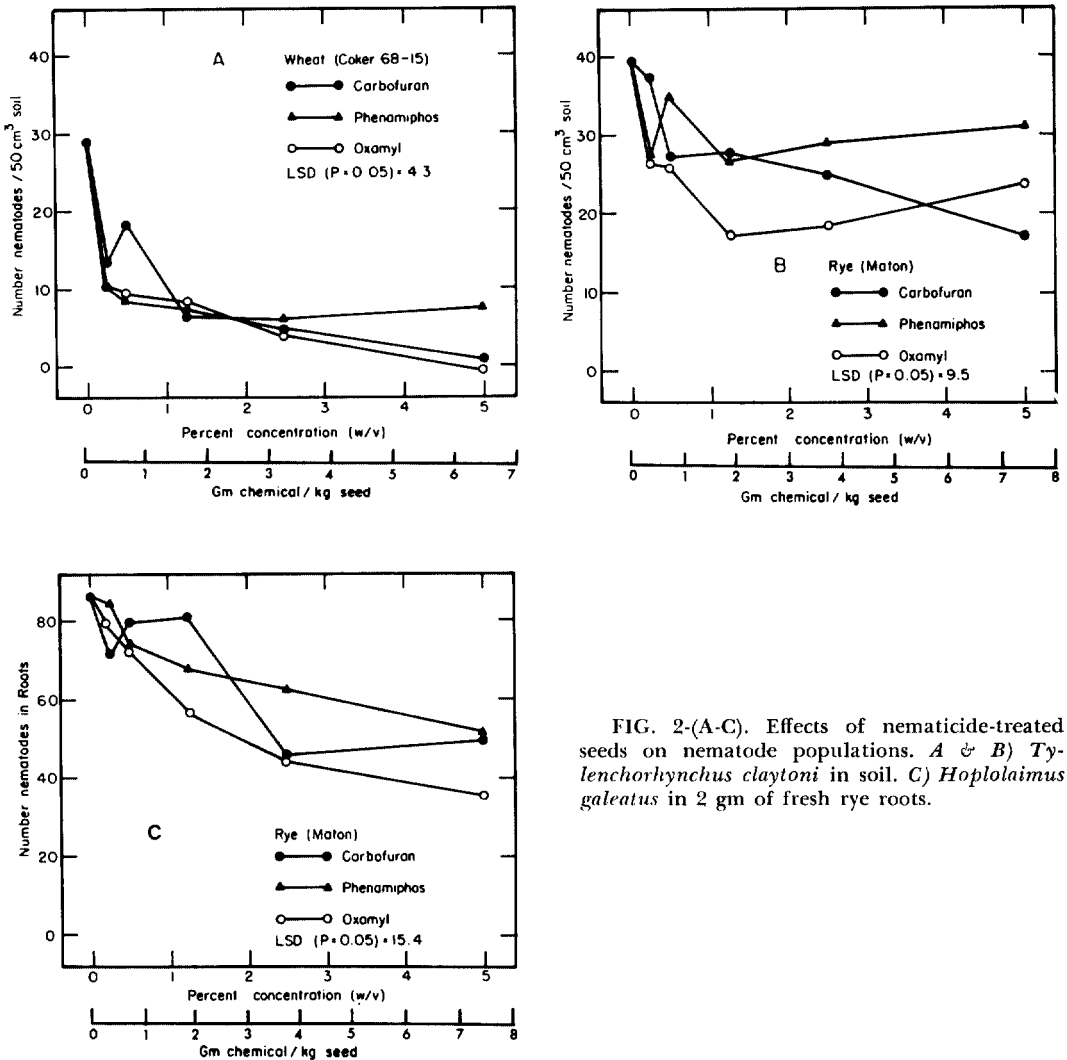 A
Wheat (Coker 68-15)
Carbofuran
Phenamiphos
Oxamyl
LSD (P=0 05)=4 3
Number nematodes/50 cm³ soil
40
30
20
10
0
0 1 2 3 4 5
Percent concentration (w/v)
0 1 2 3 4 5 6 7
Gm chemical/kg seed
B
Rye (Maton)
Carbofuran
Phenamiphos
Oxamyl
LSD (P=0.05)=9.5
Number nematodes/50 cm³ soil
40
30
20
10
0
0 1 2 3 4 5
Percent concentration (w/v)
0 1 2 3 4 5 6 7 8
Gm chemical/kg seed
C
Rye (Maton)
Carbofuran
Phenamiphos
Oxamyl
LSD (P=0.05)=15.4
Number nematodes in Roots
80
60
40
20
0
0 1 2 3 4 5
Percent concentration (w/v)
0 1 2 3 4 5 6 7 8
Gm chemical/kg seed
FIG. 2-(A-C). Effects of nematicide-treated
seeds on nematode populations. A & B) Ty-
lenchorhynchus claytoni in soil. C) Hoplolaimus
galeatus in 2 gm of fresh rye roots.